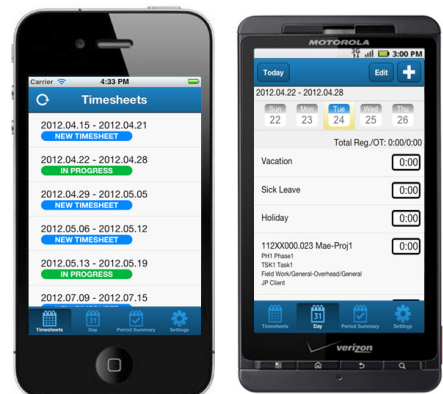 Carrier 4:33 PM
Timesheets
2012.04.15 - 2012.04.21
NEW TIMESHEET
2012.04.22 - 2012.04.28
IN PROGRESS
2012.04.29 - 2012.05.05
NEW TIMESHEET
2012.05.06 - 2012.05.12
NEW TIMESHEET
2012.05.13 - 2012.05.19
IN PROGRESS
2012.07.09 - 2012.07.15
Timesheets Day Period Summary Settings
MOTOROLA
3G 3:00 PM
Today Edit
2012.04.22 - 2012.04.28
Sun Mon Tue Wed Thu
22 23 24 25 26
Total Reg./OT: 0:00/0:00
Vacation 0:00
Sick Leave 0:00
Holiday 0:00
112XX000.023 Mae-Proj1 0:00
PH1 Phase1
TSK1 Task1
Field Work/General-Overhead/General
JP Client
Timesheets Day Period Summary Settings
verizon